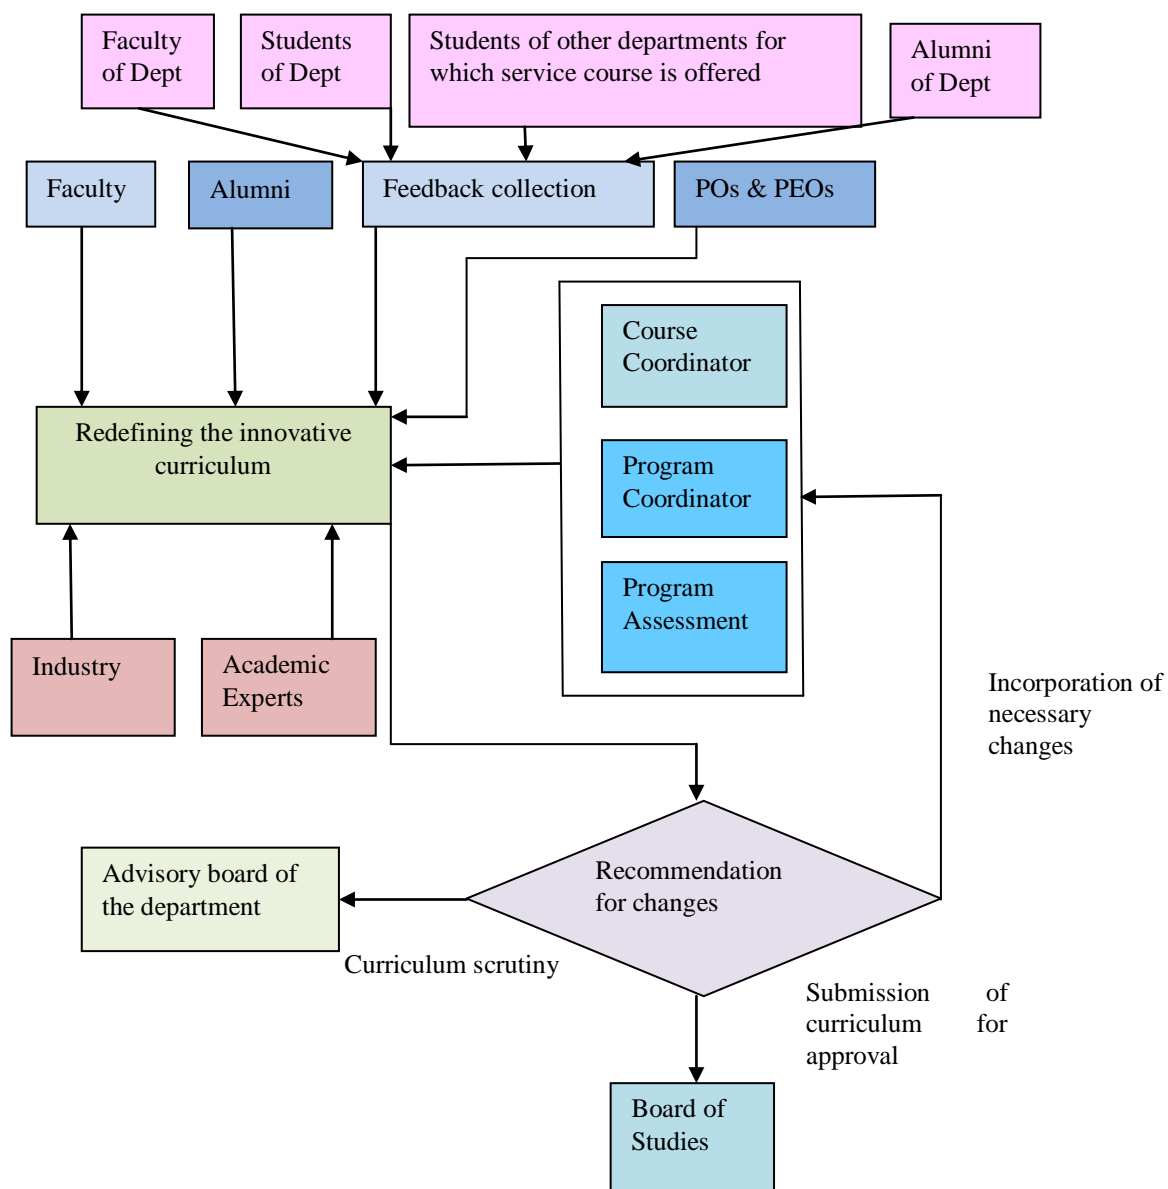 Faculty
of Dept
Students
of Dept
Students of other departments for
which service course is offered
Alumni
of Dept
Faculty
Alumni
Feedback collection
POs & PEOs
Course
Coordinator
Redefining the innovative
curriculum
Program
Coordinator
Program
Assessment
Industry
Academic
Experts
Incorporation of
necessary
changes
Recommendation
for changes
Advisory board of
the department
Curriculum scrutiny
Submission of
curriculum for
approval
Board of
Studies